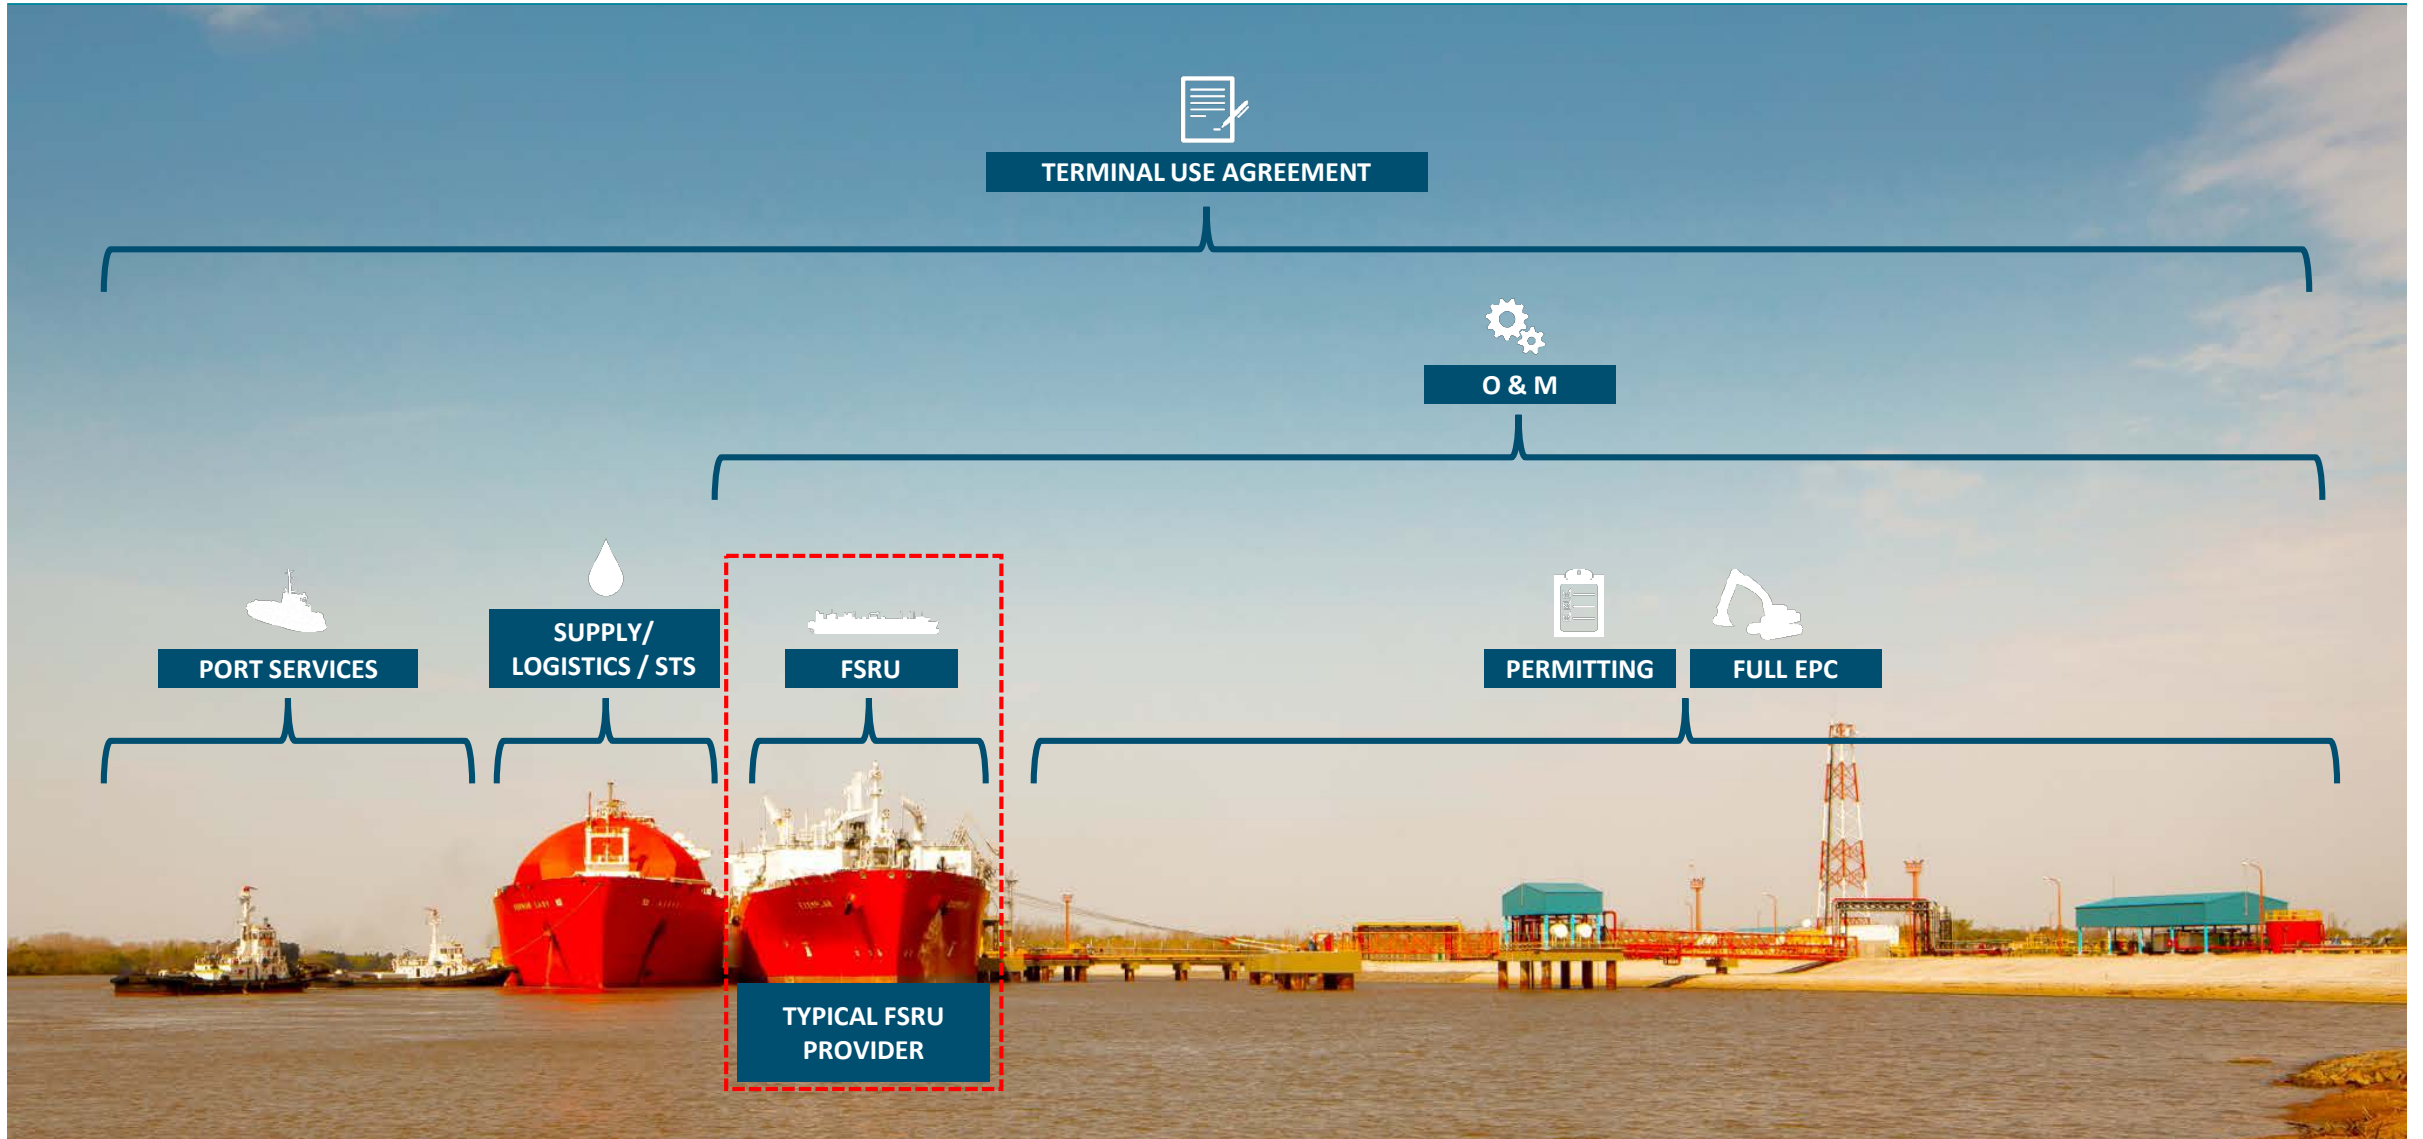 TERMINAL USE AGREEMENT
O & M
PORT SERVICES
SUPPLY/
LOGISTICS / STS
FSRU
PERMITTING
FULL EPC
TYPICAL FSRU
PROVIDER